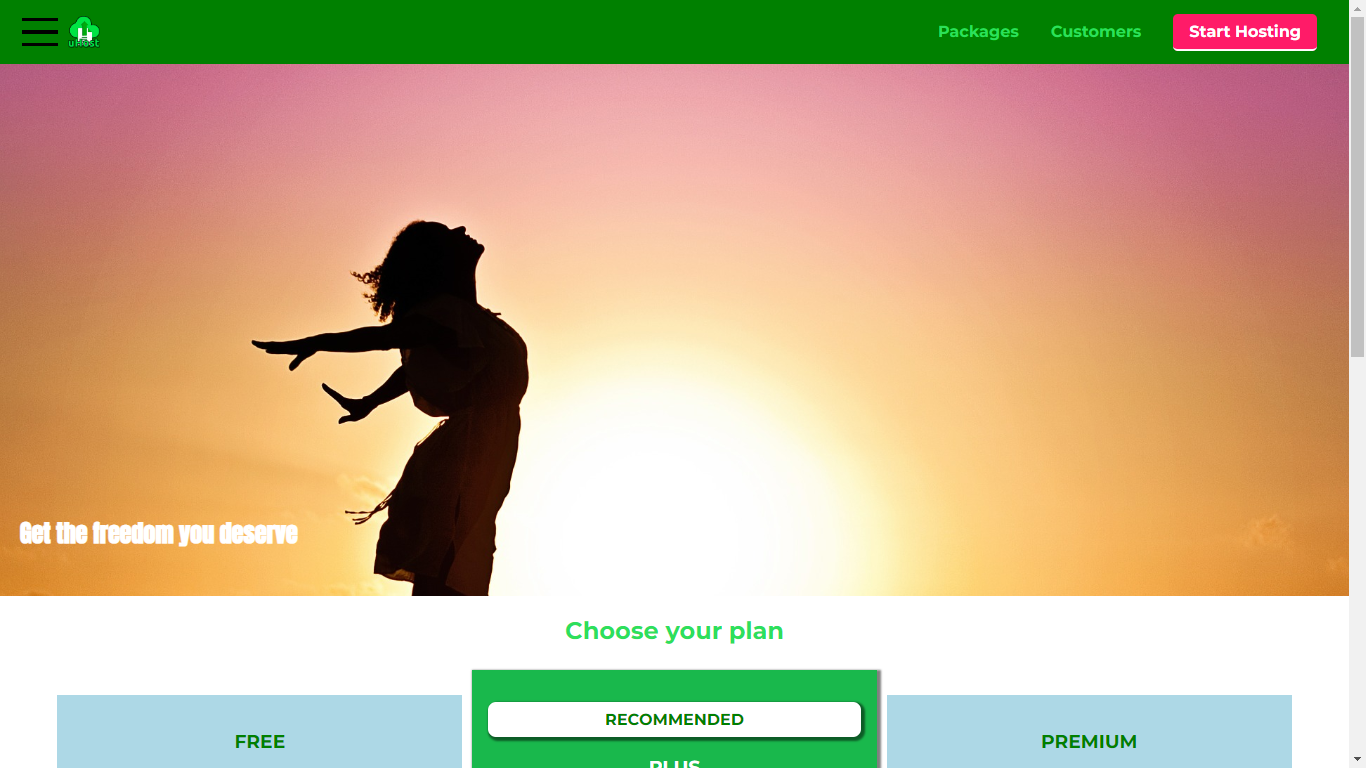 uHost
Packages
Customers
Start Hosting
Get the freedom you deserve
Choose your plan
FREE
RECOMMENDED
PLUS
PREMIUM